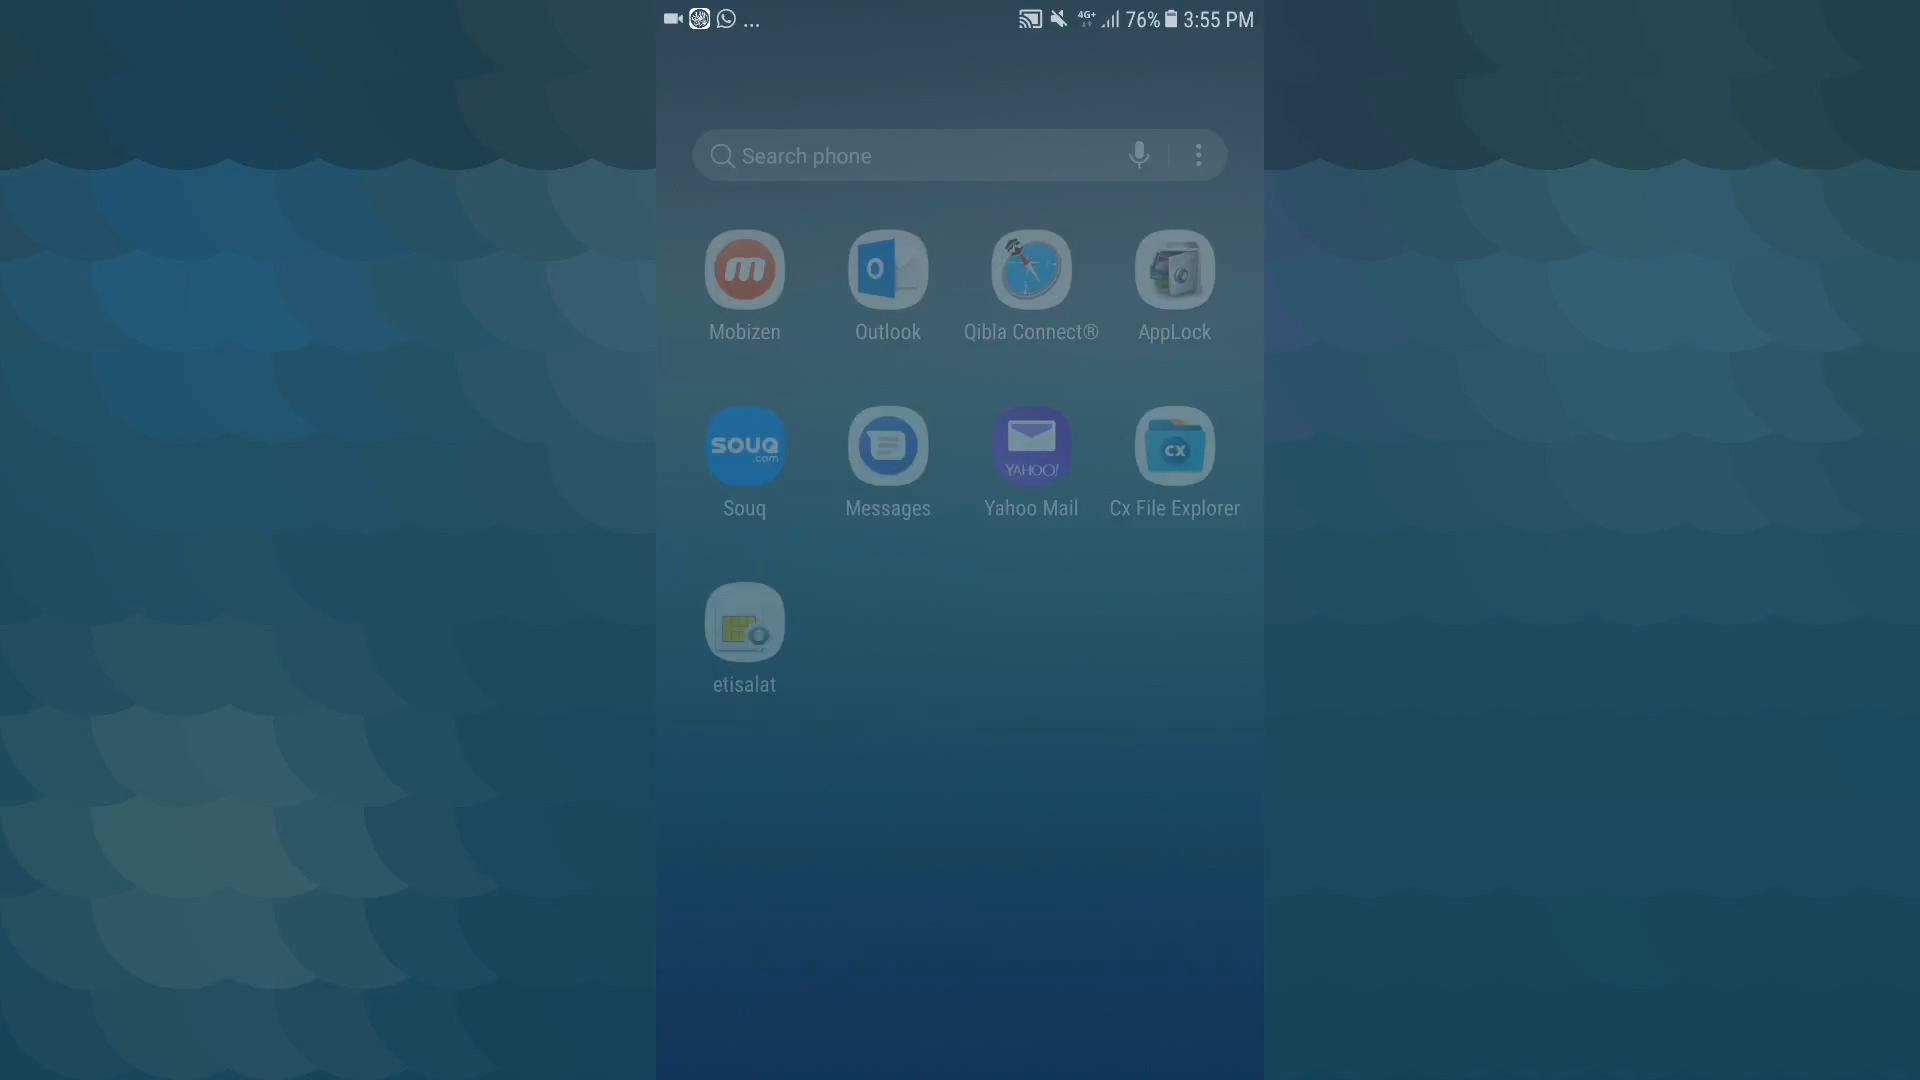 ... 4G+ 76% 3:55 PM
Search phone
m O
Mobizen Outlook Qibla Connect® AppLock
souq .com YAHOO! CX
Souq Messages Yahoo Mail Cx File Explorer
etisalat